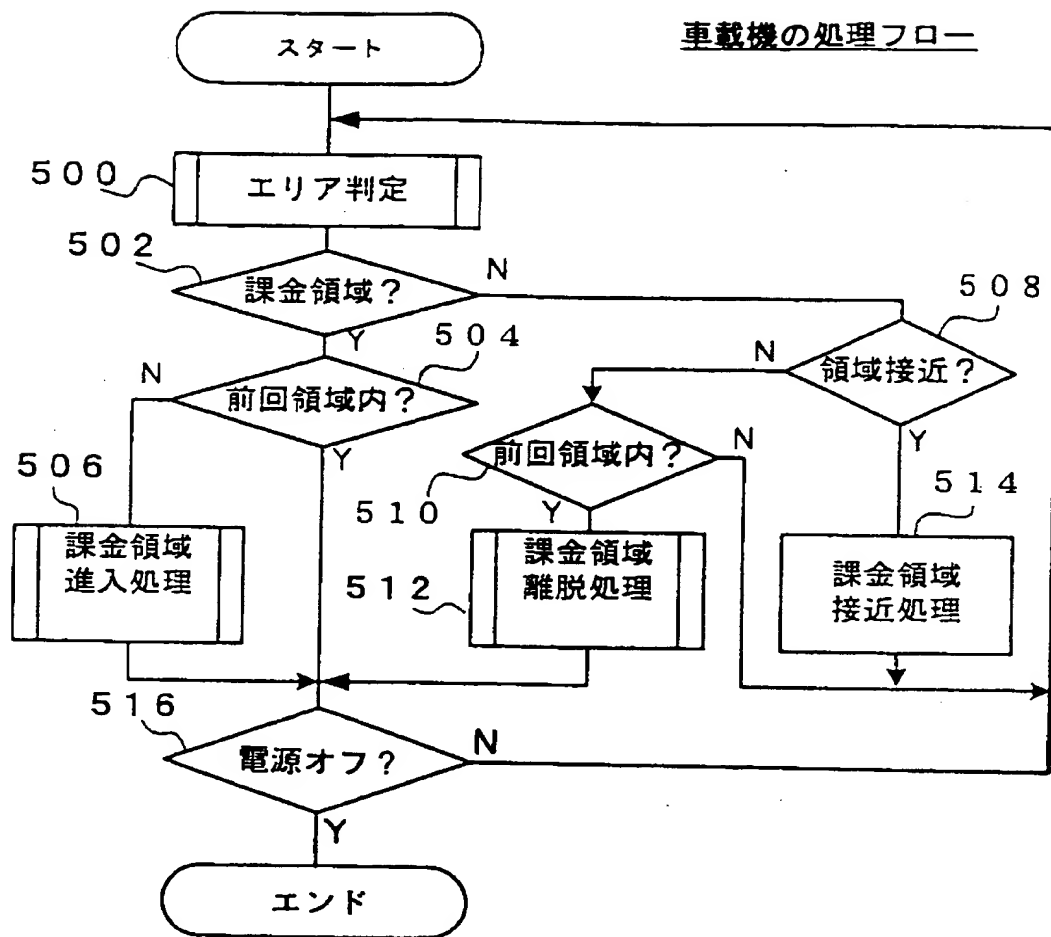 車載機の処理フロー
スタート
500
エリア判定
502
課金領域?
N
Y
504
508
領域接近?
N
Y
前回領域内?
N
Y
510
前回領域内?
N
Y
506
課金領域
進入処理
512
課金領域
離脱処理
514
課金領域
接近処理
516
電源オフ?
N
Y
エンド